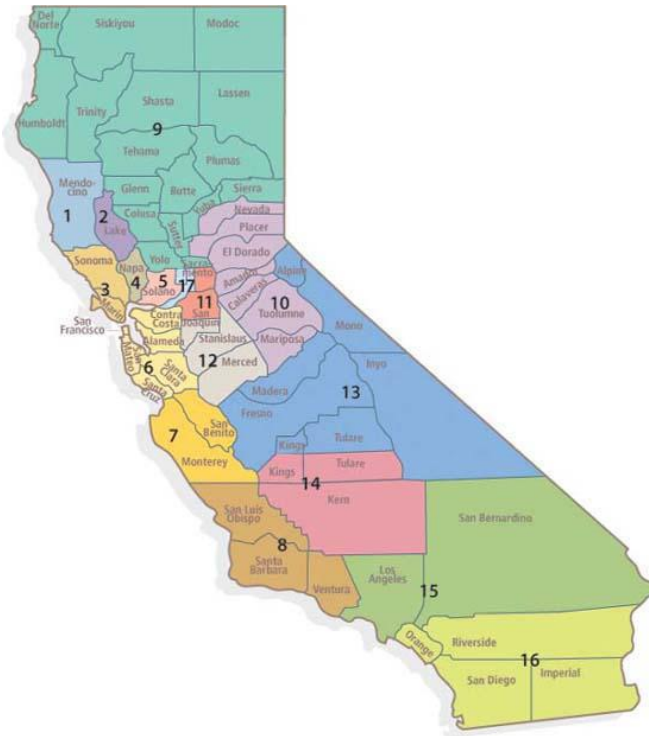 Del
Norte
Siskiyou
Modoc
Humboldt
Trinity
Shasta
Lassen
9
Tehama
Plumas
Mendo-
cino
1
2
Lake
Glenn
Butte
Sierra
Colusa
Sutter
Yuba
Nevada
Placer
El Dorado
Sonoma
3
Marin
Napa
4
Yolo
5
Solano
17
Sacra-
mento
Amador
Alpine
Calaveras
10
Tuolumne
11
San
Joaquin
San
Francisco
Contra
Costa
Alameda
San
Mateo
6
Santa
Clara
Santa
Cruz
Stanislaus
12
Merced
Mariposa
Mono
Inyo
Madera
13
Fresno
7
San
Benito
Monterey
Kings
Tulare
Kings
Tulare
14
Kern
San Luis
Obispo
8
Santa
Barbara
Ventura
Los
Angeles
15
San Bernardino
Orange
Riverside
16
San Diego
Imperial